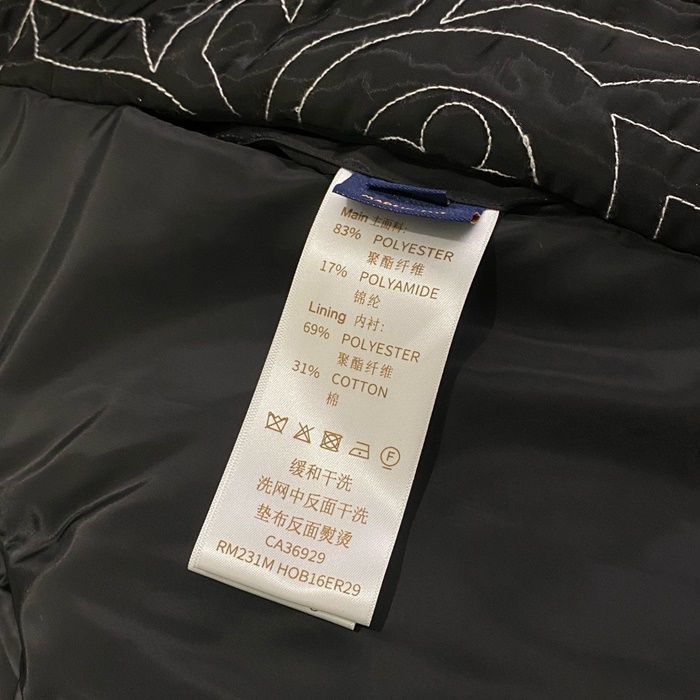 Main 主面料:
83% POLYESTER
聚酯纤维
17% POLYAMIDE
锦纶
Lining 内衬:
69% POLYESTER
聚酯纤维
31% COTTON
棉
F
缓和干洗
洗网中反面干洗
垫布反面熨烫
CA36929
RM231M HOB16ER29